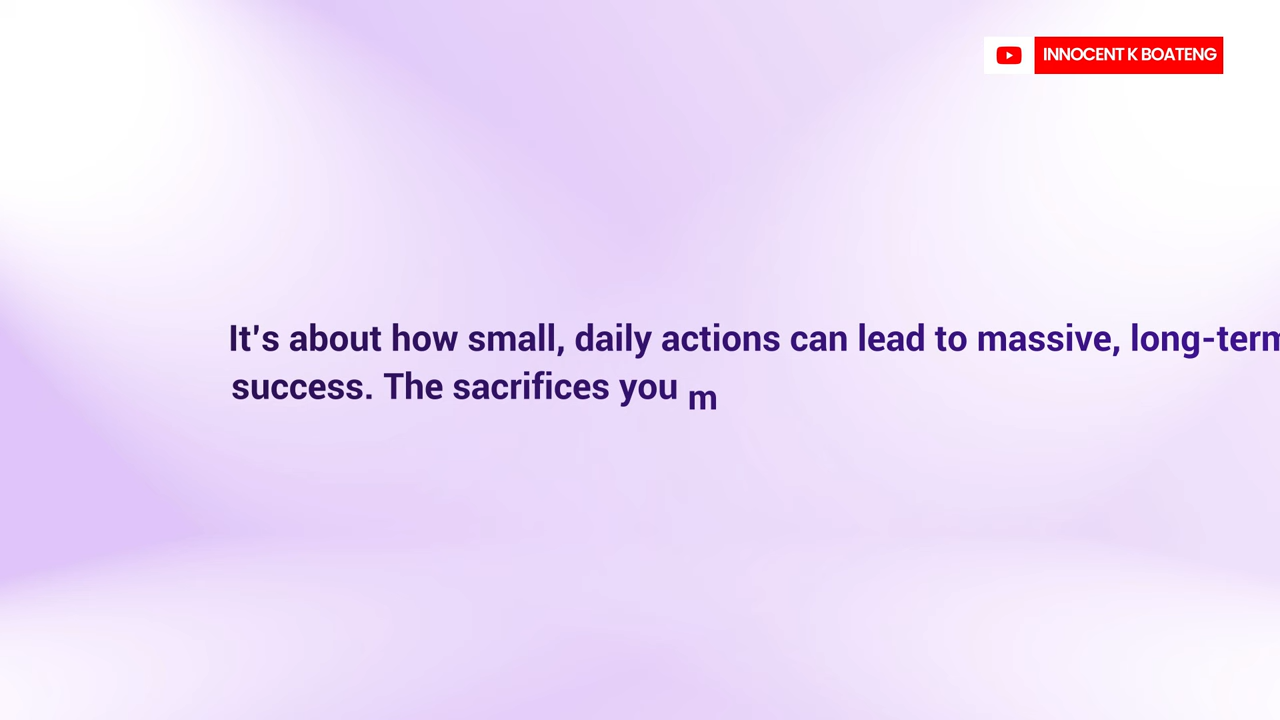 INNOCENT K BOATENG
It's about how small, daily actions can lead to massive, long-term
success. The sacrifices you m